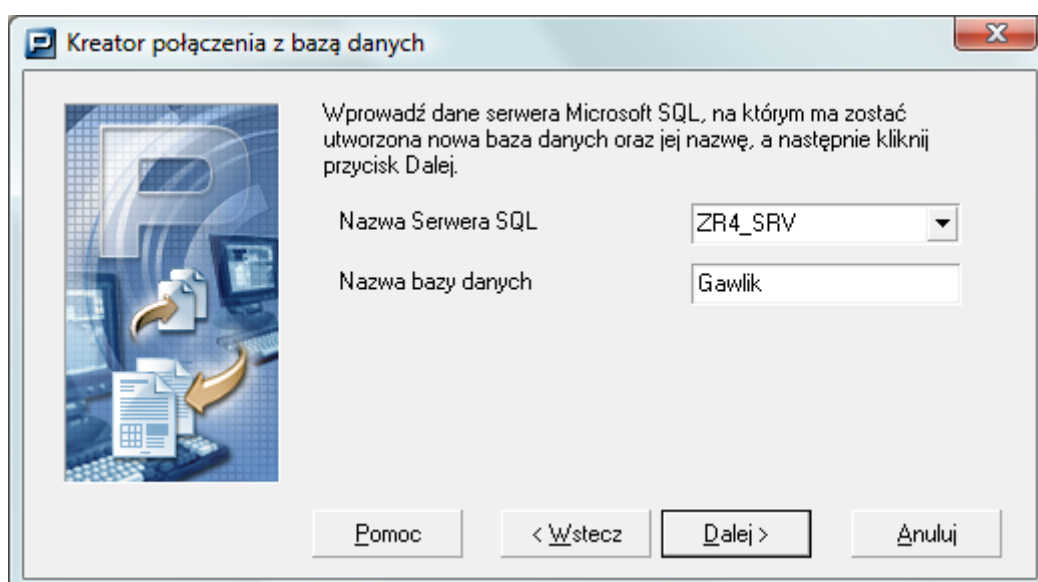 Kreator połączenia z bazą danych
Wprowadź dane serwera Microsoft SQL, na którym ma zostać
utworzona nowa baza danych oraz jej nazwę, a następnie kliknij
przycisk Dalej.
Nazwa Serwera SQL
ZR4_SRV
Nazwa bazy danych
Gawlik
Pomoc
< Wstecz
Dalej >
Anuluj